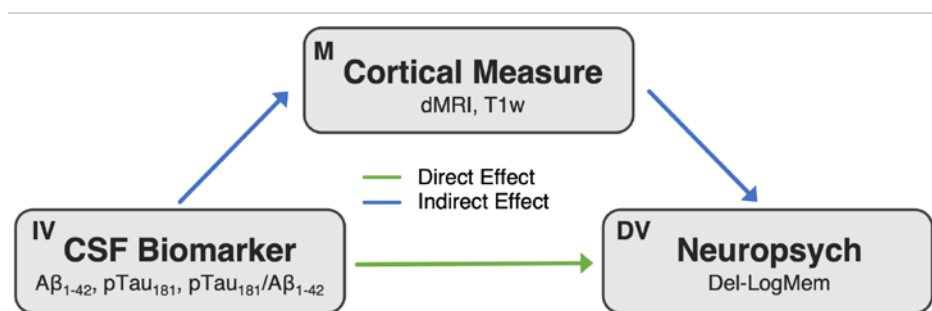 M
Cortical Measure
dMRI, T1w
Direct Effect
Indirect Effect
IV
CSF Biomarker
Aβ₁₋₄₂, pTau₁₈₁, pTau₁₈₁/Aβ₁₋₄₂
DV
Neuropsych
Del-LogMem